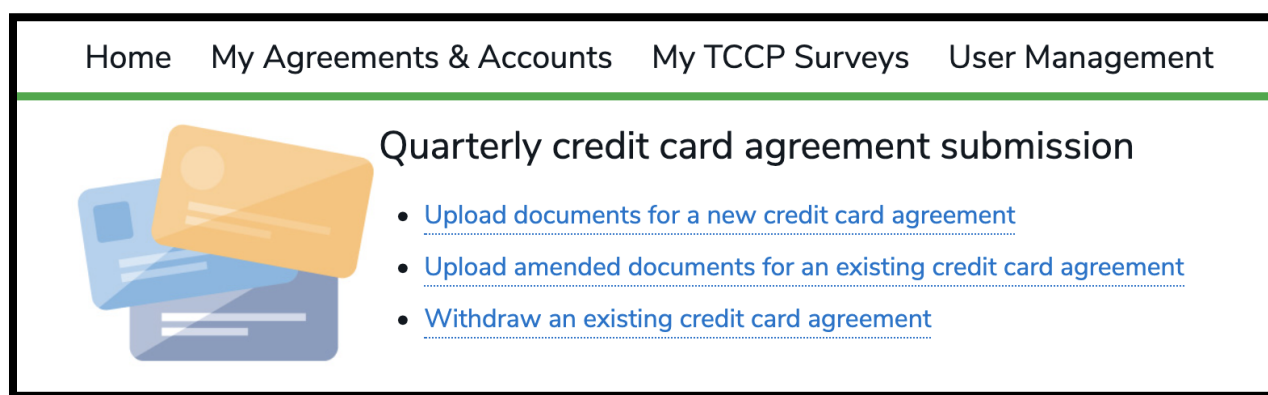 Home My Agreements & Accounts My TCCP Surveys User Management
Quarterly credit card agreement submission
• Upload documents for a new credit card agreement
• Upload amended documents for an existing credit card agreement
• Withdraw an existing credit card agreement